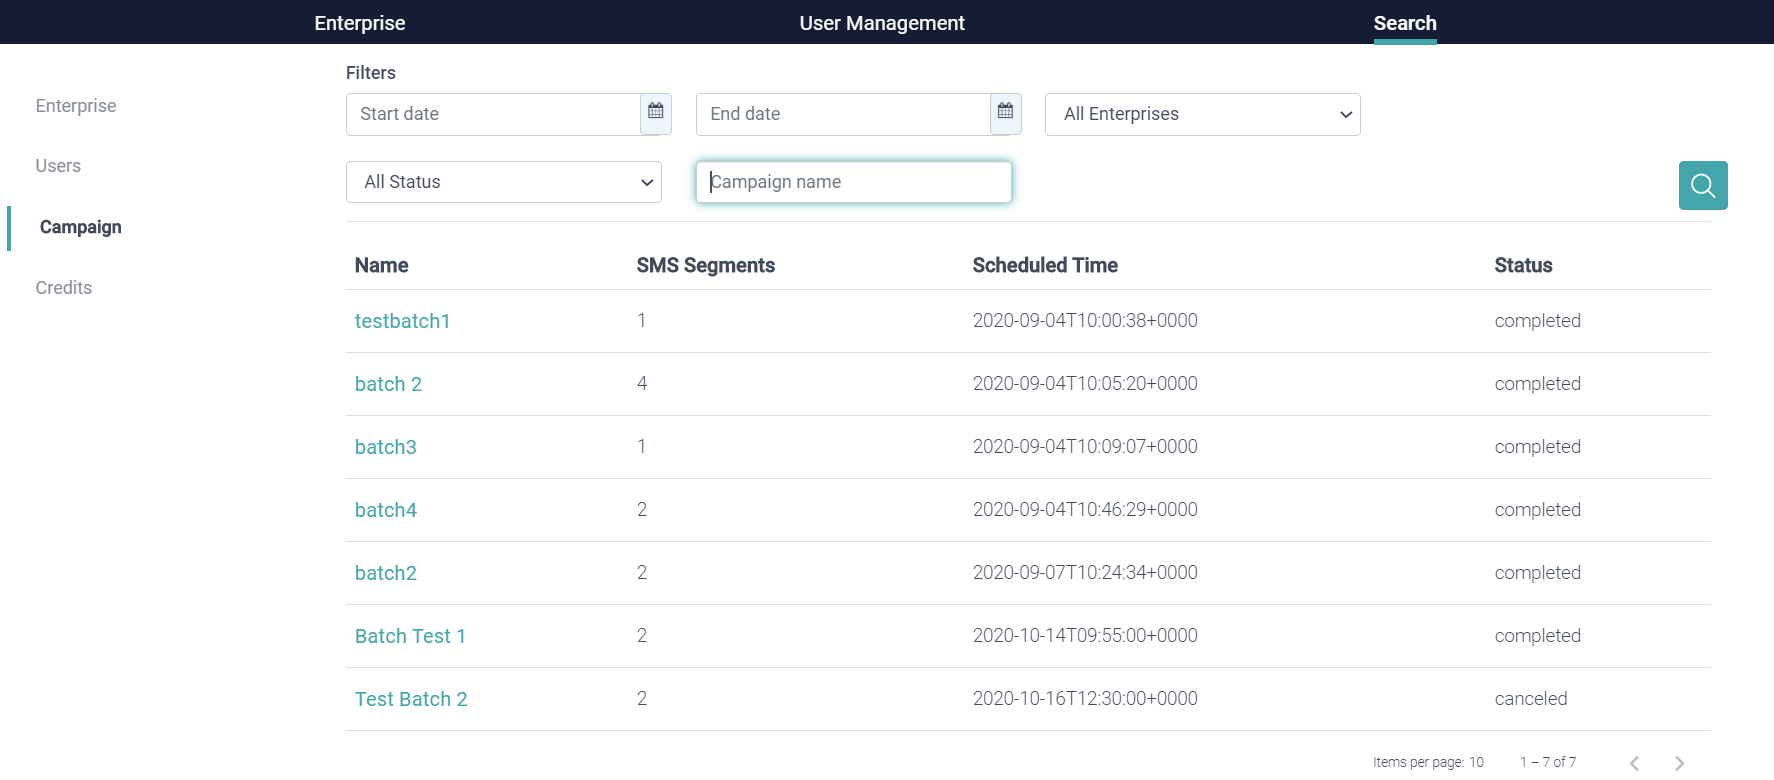 Enterprise User Management Search
Filters
Enterprise
Users
Campaign
Credits
Start date End date All Enterprises
All Status Campaign name
Name SMS Segments Scheduled Time Status
testbatch1 1 2020-09-04T10:00:38+0000 completed
batch 2 4 2020-09-04T10:05:20+0000 completed
batch3 1 2020-09-04T10:09:07+0000 completed
batch4 2 2020-09-04T10:46:29+0000 completed
batch2 2 2020-09-07T10:24:34+0000 completed
Batch Test 1 2 2020-10-14T09:55:00+0000 completed
Test Batch 2 2 2020-10-16T12:30:00+0000 canceled
Items per page: 10 1 – 7 of 7